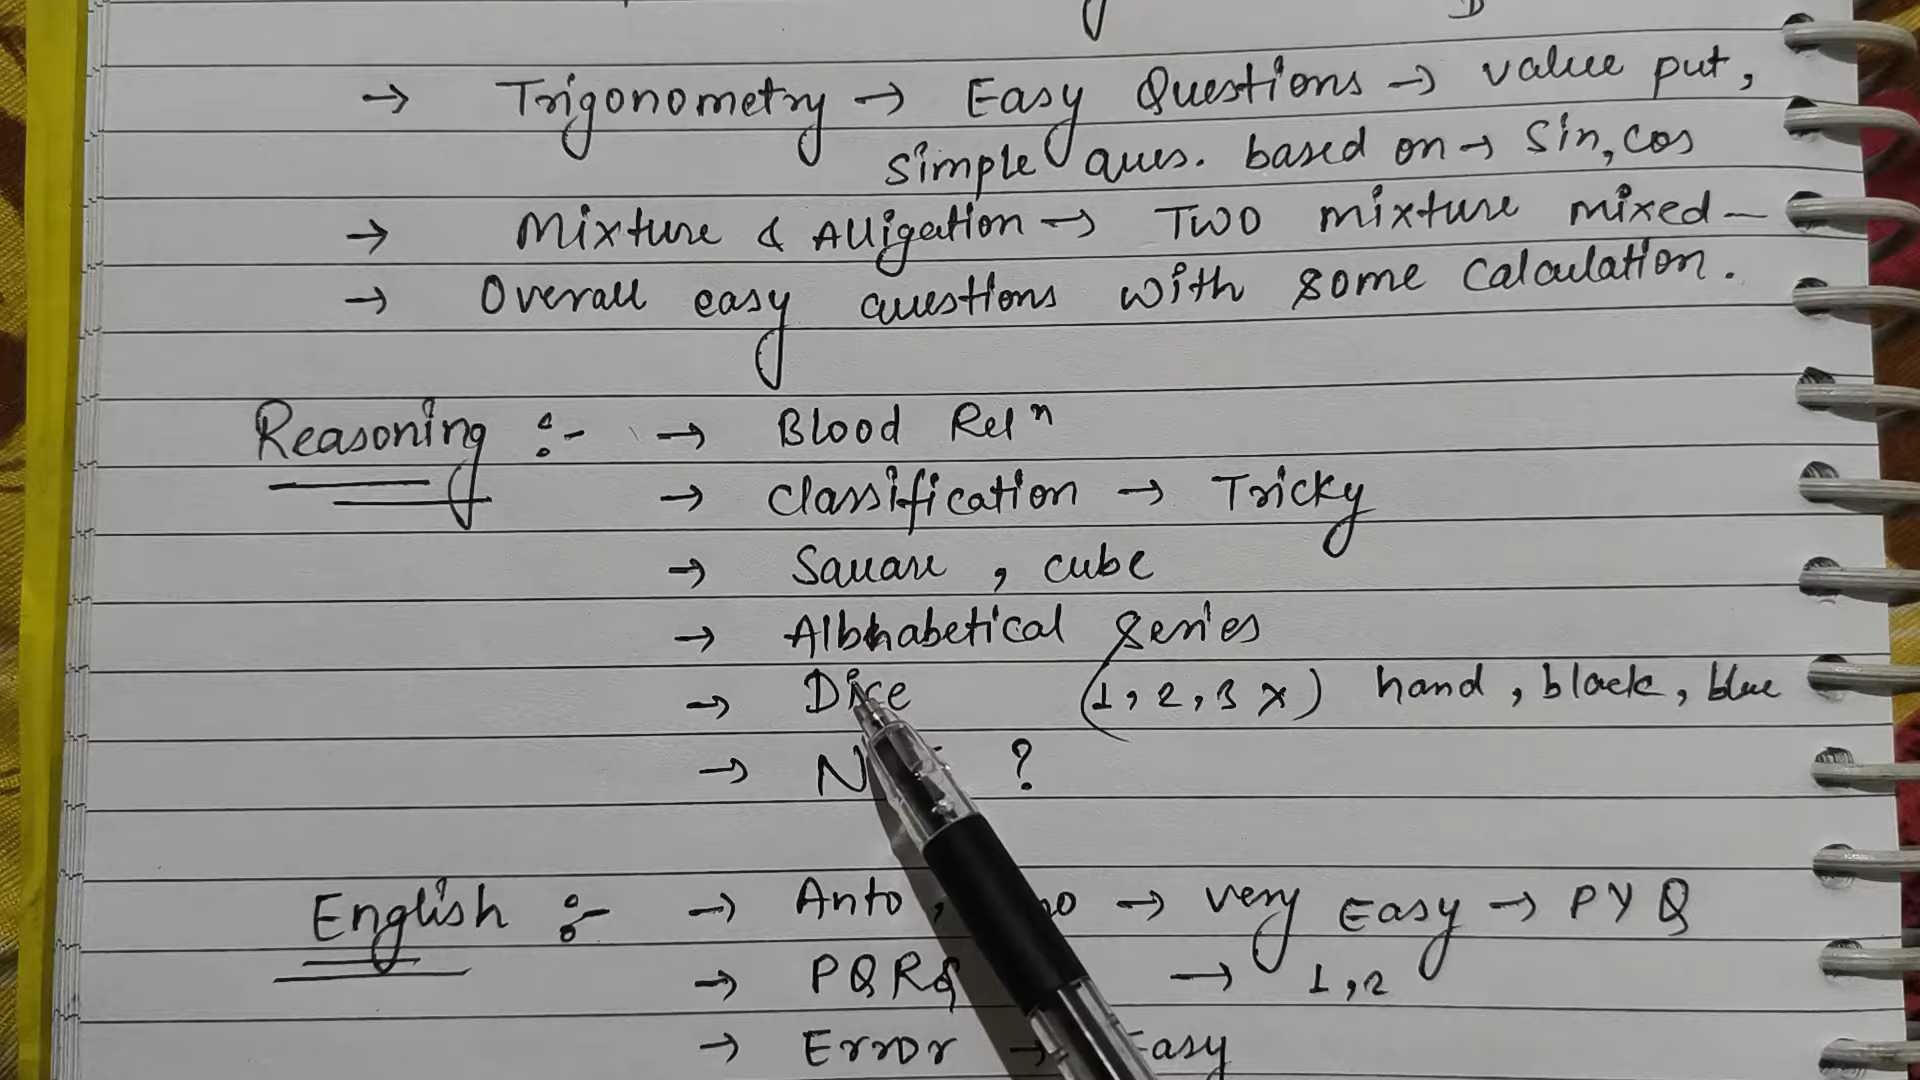 → Trigonometry → Easy Questions → value put,
simple ques. based on → Sin, cos
→ Mixture & Alligation → Two mixture mixed —
→ Overall easy questions with some calculation.
Reasoning :- → Blood Relⁿ
→ Classification → Tricky
→ Square , cube
→ Albhabetical series
→ Dice (1, 2, 3 x) hand, black, blue
→ ?
English :- → Anto, → very Easy → PYQ
→ PQRS → 1,2
→ Error → Easy